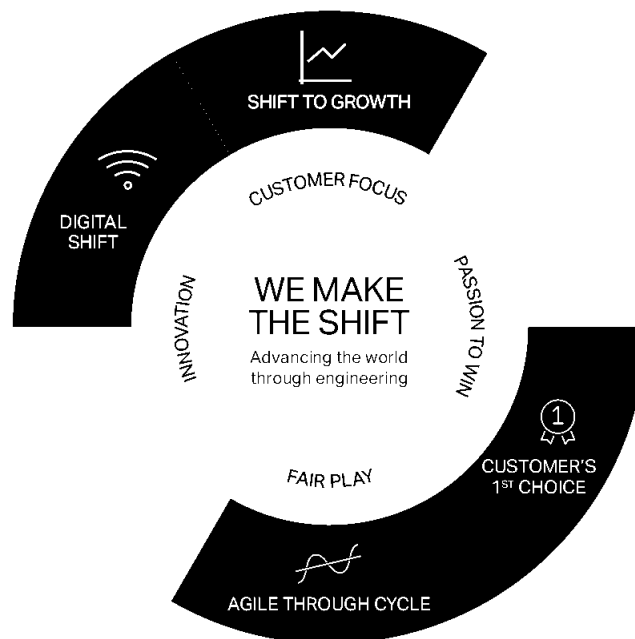 SHIFT TO GROWTH
DIGITAL
SHIFT
CUSTOMER FOCUS
INNOVATION
WE MAKE
THE SHIFT
Advancing the world
through engineering
PASSION TO WIN
FAIR PLAY
1
CUSTOMER'S
1ST CHOICE
AGILE THROUGH CYCLE